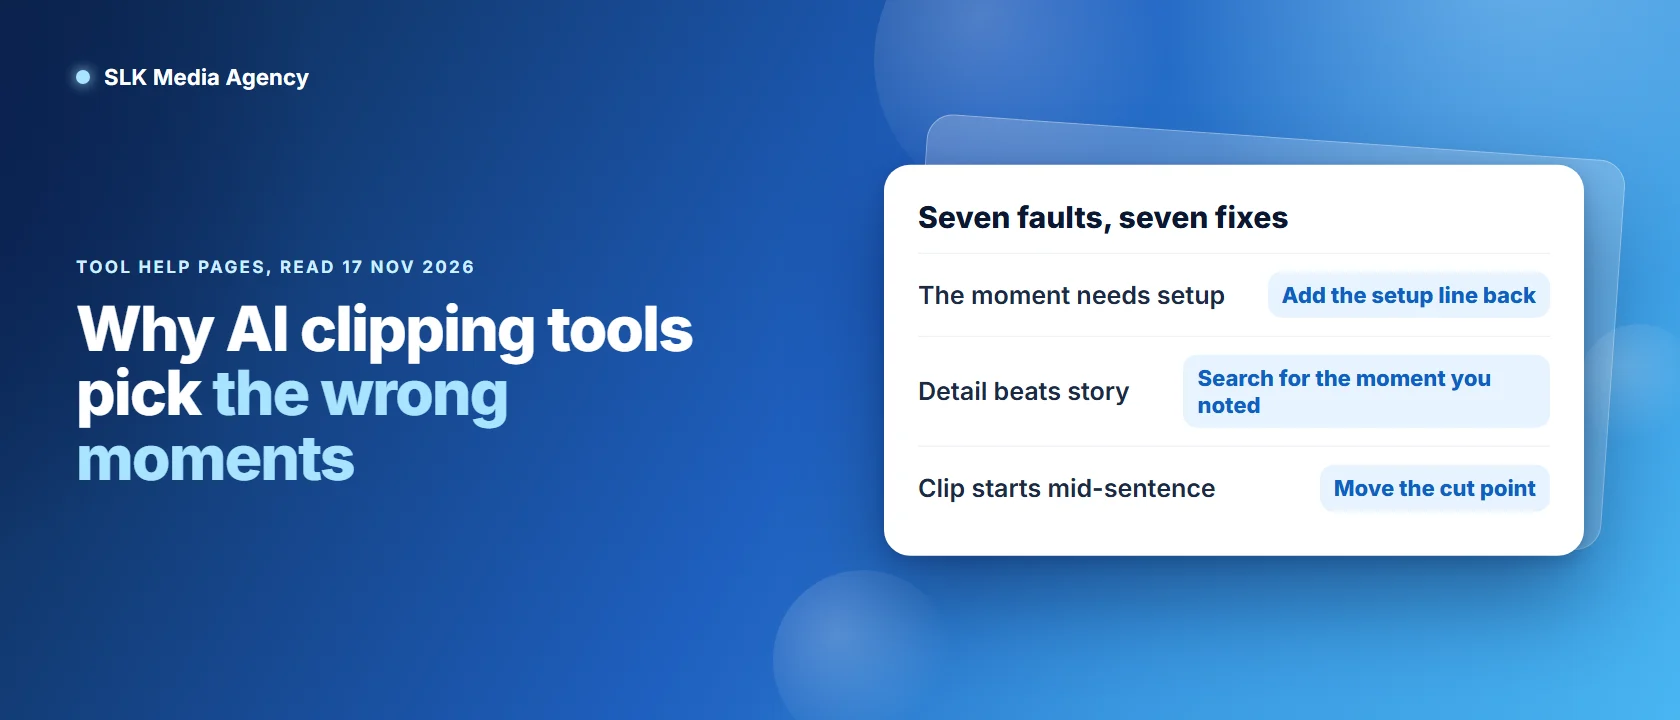 SLK Media Agency
TOOL HELP PAGES, READ 17 NOV 2026
Why AI clipping tools
pick the wrong
moments
Seven faults, seven fixes
The moment needs setup
Add the setup line back
Detail beats story
Search for the moment you
noted
Clip starts mid-sentence
Move the cut point